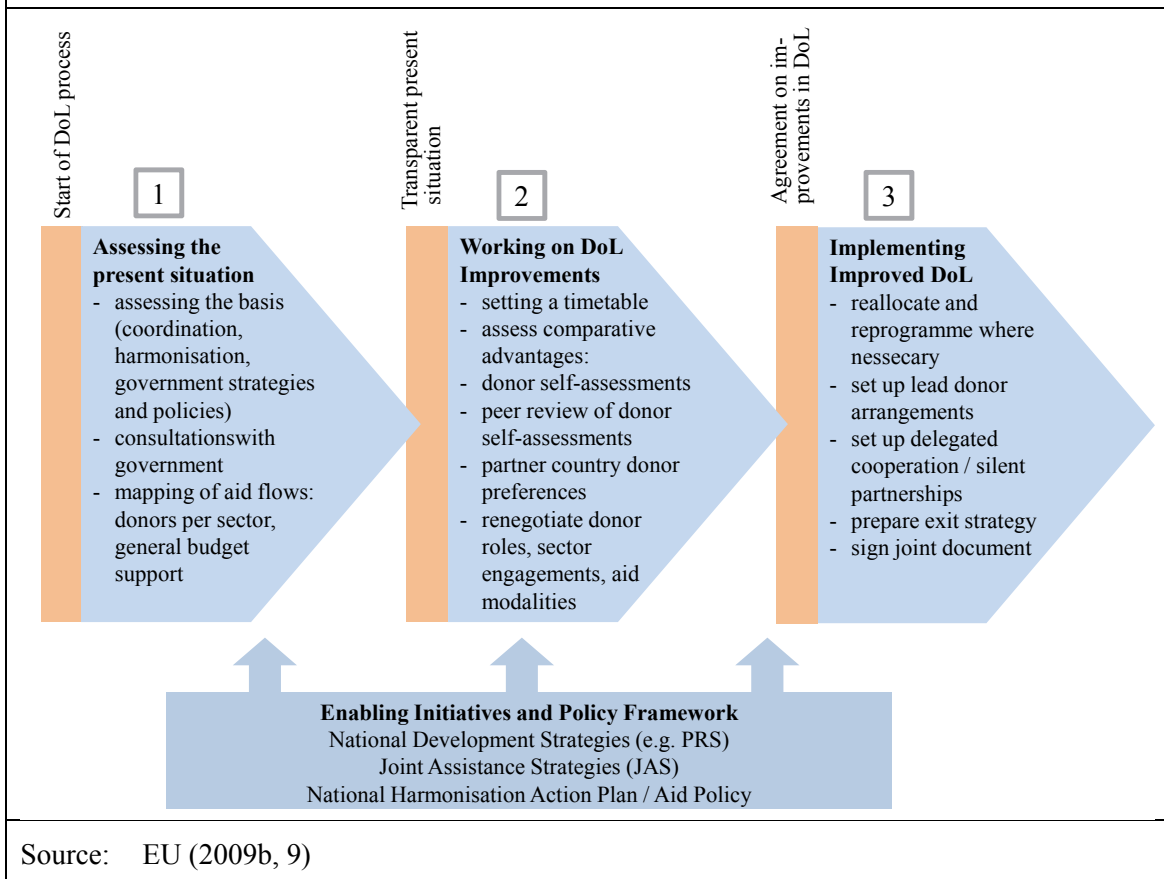 Start of DoL process
1
Assessing the
present situation
- assessing the basis
(coordination,
harmonisation,
government strategies
and policies)
- consultationswith
government
- mapping of aid flows:
donors per sector,
general budget
support
Transparent present
situation
2
Working on DoL
Improvements
- setting a timetable
- assess comparative
advantages:
- donor self-assessments
- peer review of donor
self-assessments
- partner country donor
preferences
- renegotiate donor
roles, sector
engagements, aid
modalities
Agreement on im-
provements in DoL
3
Implementing
Improved DoL
- reallocate and
reprogramme where
nessecary
- set up lead donor
arrangements
- set up delegated
cooperation / silent
partnerships
- prepare exit strategy
- sign joint document
Enabling Initiatives and Policy Framework
National Development Strategies (e.g. PRS)
Joint Assistance Strategies (JAS)
National Harmonisation Action Plan / Aid Policy
Source: EU (2009b, 9)